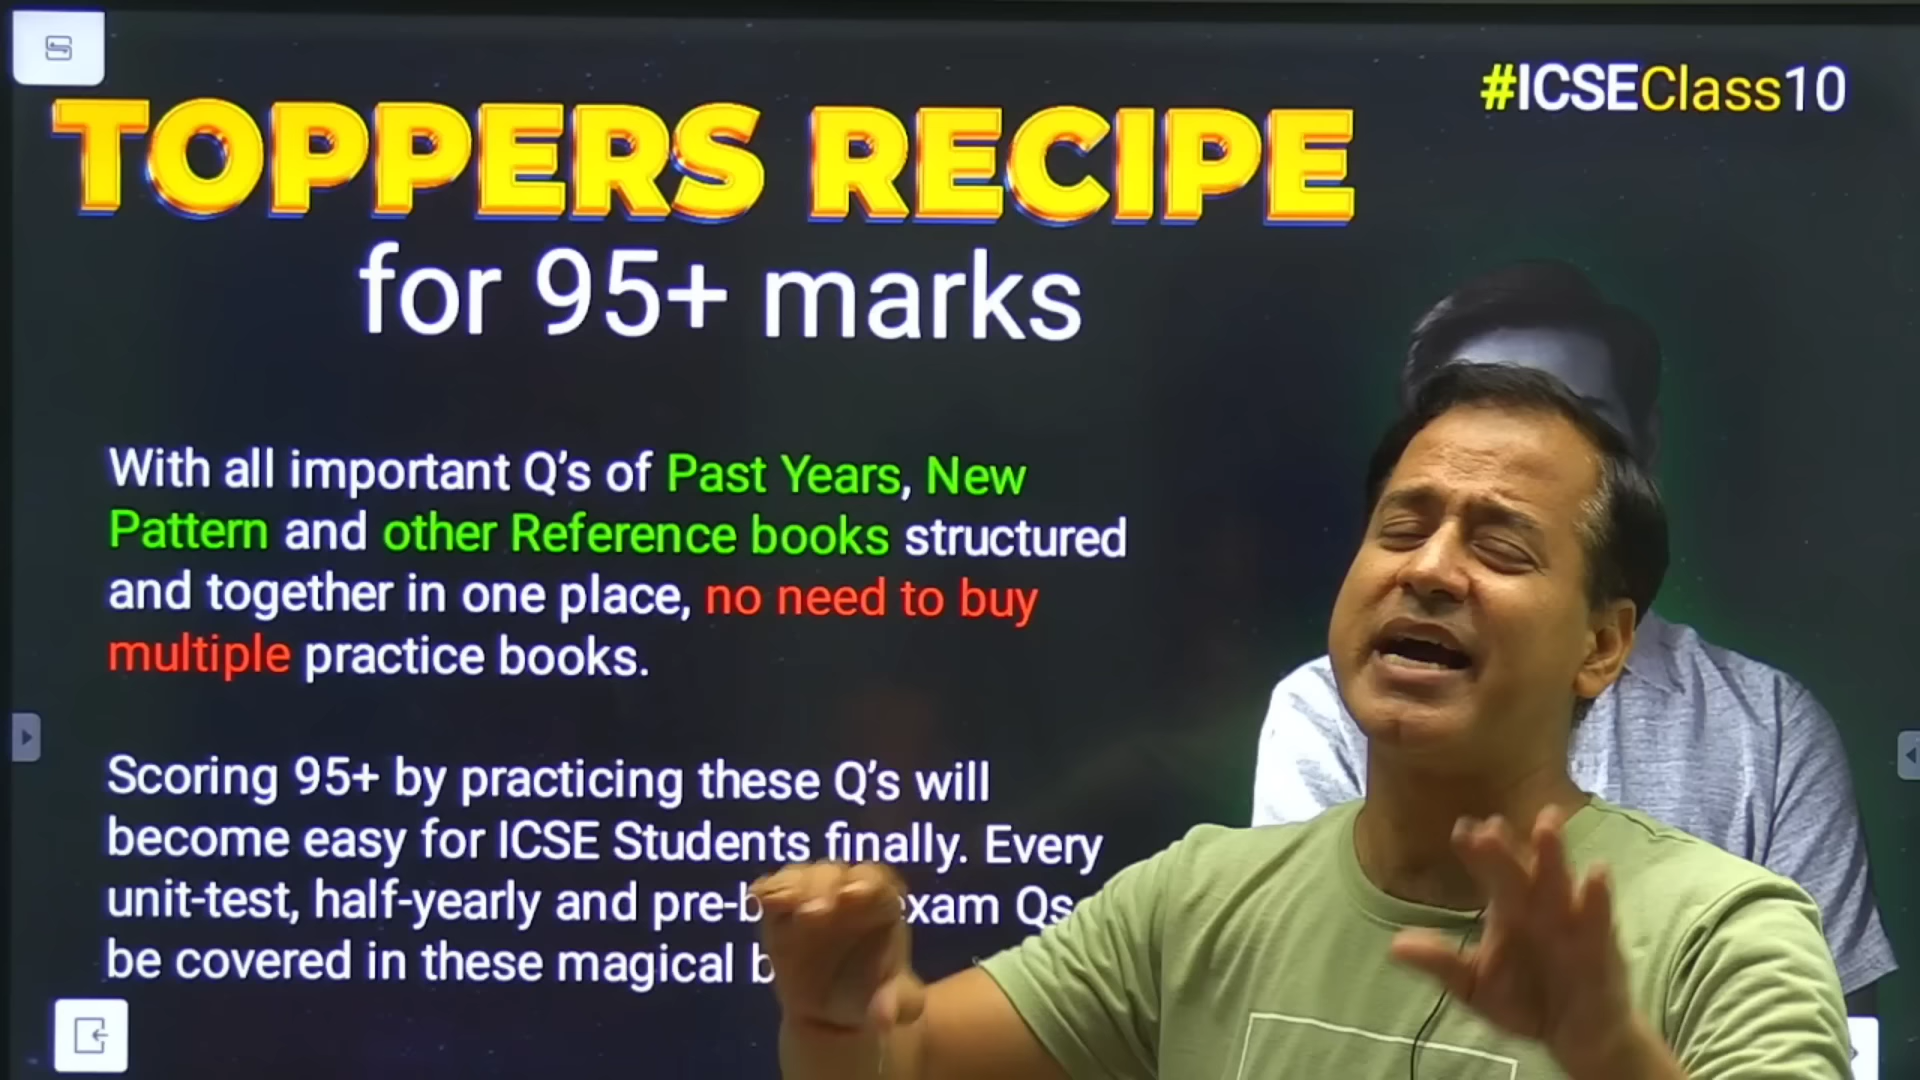 #ICSEClass10
TOPPERS RECIPE
for 95+ marks
With all important Q's of Past Years, New
Pattern and other Reference books structured
and together in one place, no need to buy
multiple practice books.
Scoring 95+ by practicing these Q's will
become easy for ICSE Students finally. Every
unit-test, half-yearly and Qs
be covered in these magical